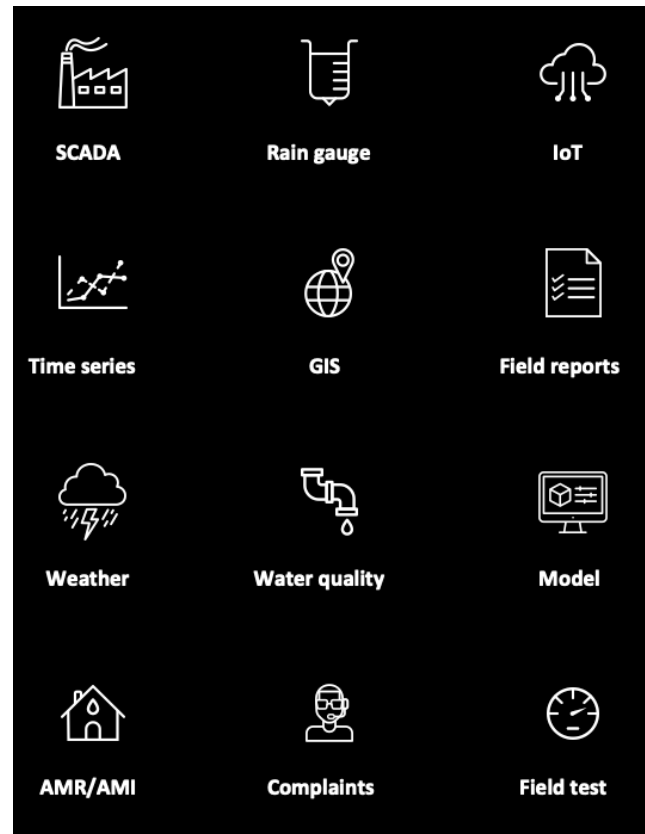 SCADA
Rain gauge
IoT
Time series
GIS
Field reports
Weather
Water quality
Model
AMR/AMI
Complaints
Field test